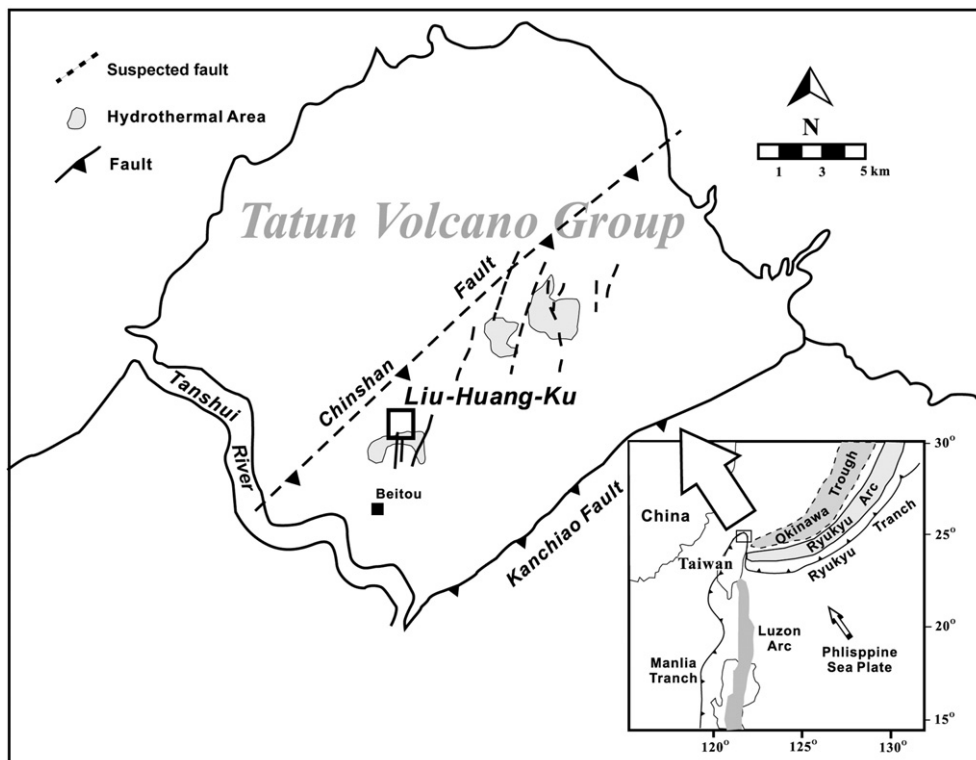 Suspected fault
Hydrothermal Area
Fault
N
1 3 5 km
Tatun Volcano Group
Chinshan Fault
Liu-Huang-Ku
Tanshui River
Beitou
Kanchiao Fault
China
Taiwan
Okinawa Trough
Ryukyu Arc
Ryukyu Tranch
Luzon
Arc
Manlia
Tranch
Phlisppine
Sea Plate
30°
25°
20°
15°
120° 125° 130°